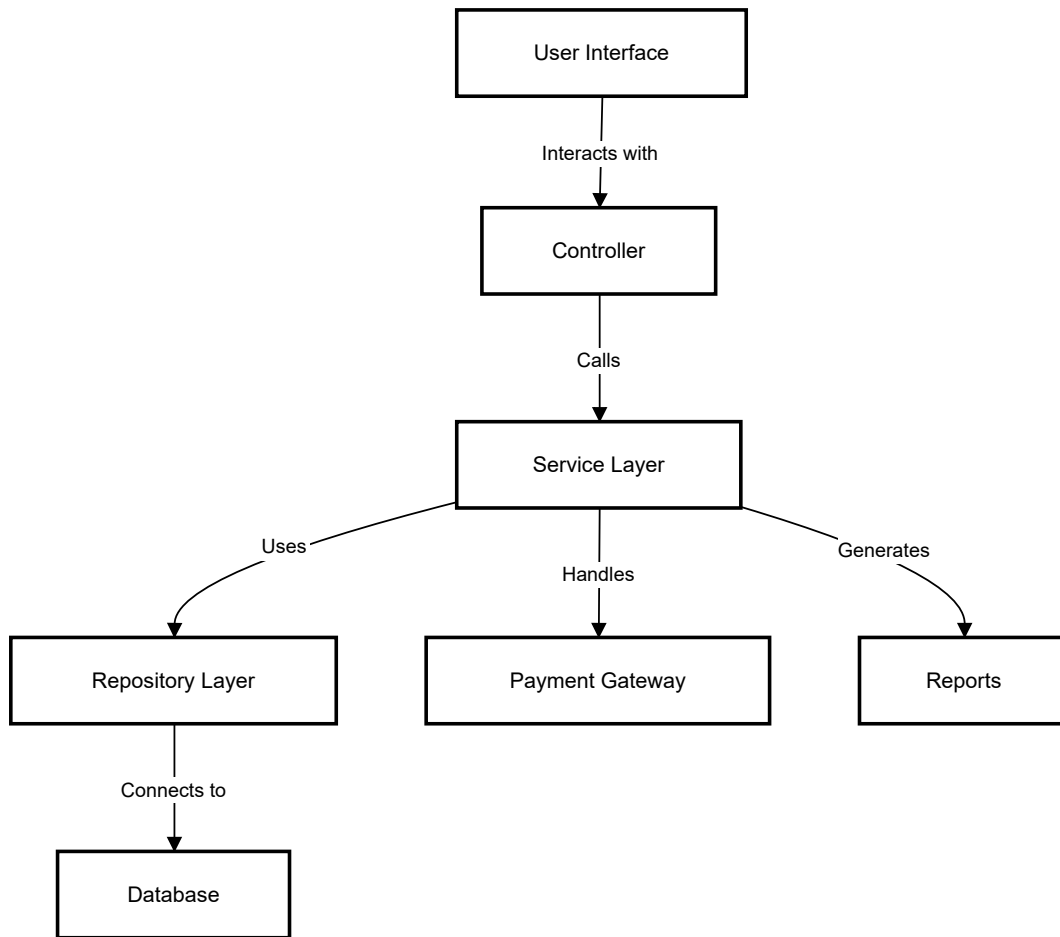 User Interface
Interacts with
Controller
Calls
Service Layer
Uses
Handles
Generates
Repository Layer
Payment Gateway
Reports
Connects to
Database